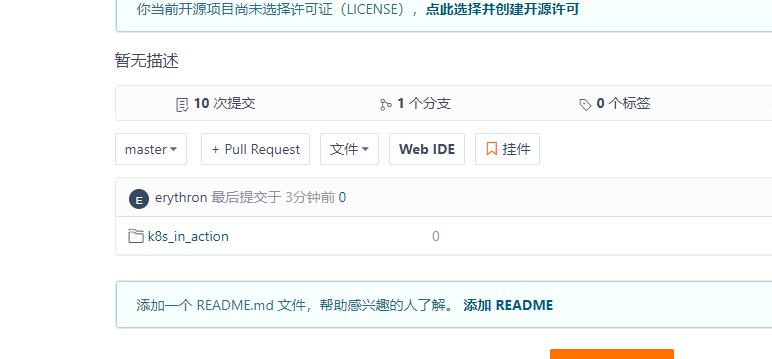 你当前开源项目尚未选择许可证（LICENSE），点此选择并创建开源许可
暂无描述
10 次提交 1 个分支 0 个标签
master + Pull Request 文件 Web IDE 挂件
E erythron 最后提交于 3分钟前 0
k8s_in_action 0
添加一个 README.md 文件，帮助感兴趣的人了解。 添加 README